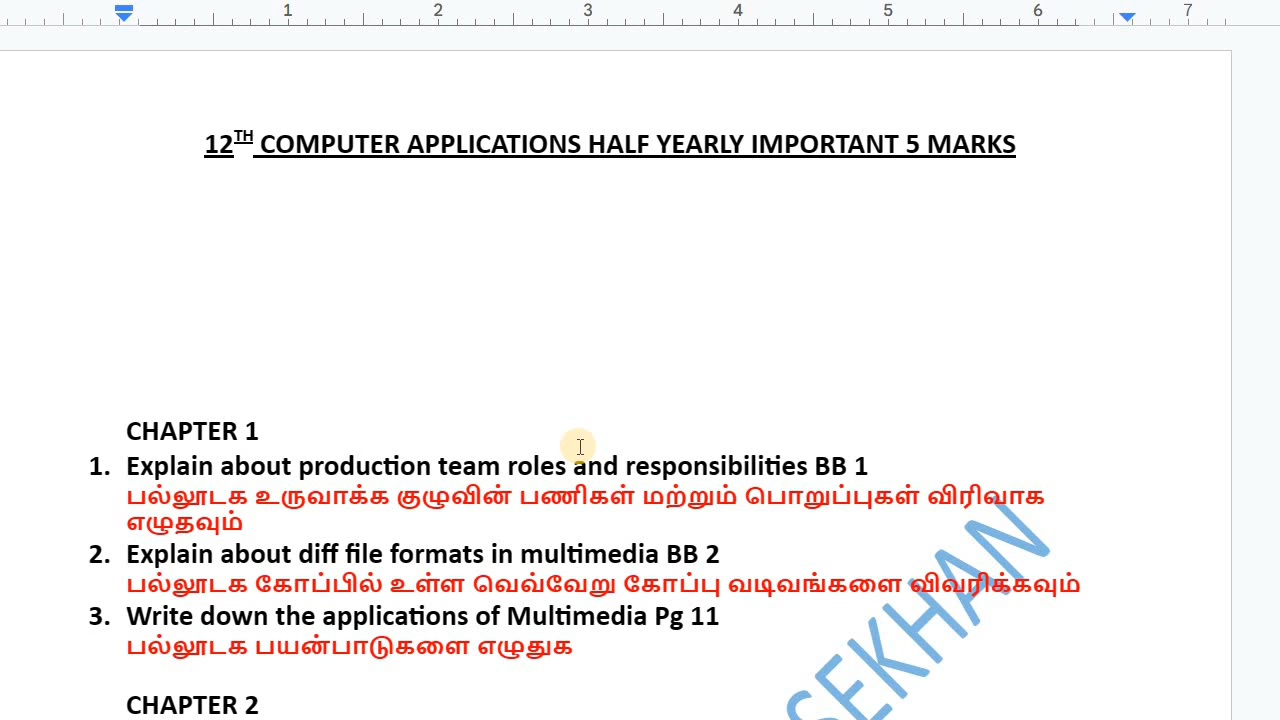 1 2 3 4 5 6 7
12TH COMPUTER APPLICATIONS HALF YEARLY IMPORTANT 5 MARKS
CHAPTER 1
1. Explain about production team roles and responsibilities BB 1
பல்லூடக உருவாக்க குழுவின் பணிகள் மற்றும் பொறுப்புகள் விரிவாக
எழுதவும்
2. Explain about diff file formats in multimedia BB 2
பல்லூடக கோப்பில் உள்ள வெவ்வேறு கோப்பு வடிவங்களை விவரிக்கவும்
3. Write down the applications of Multimedia Pg 11
பல்லூடக பயன்பாடுகளை எழுதுக
SEKHAN
CHAPTER 2